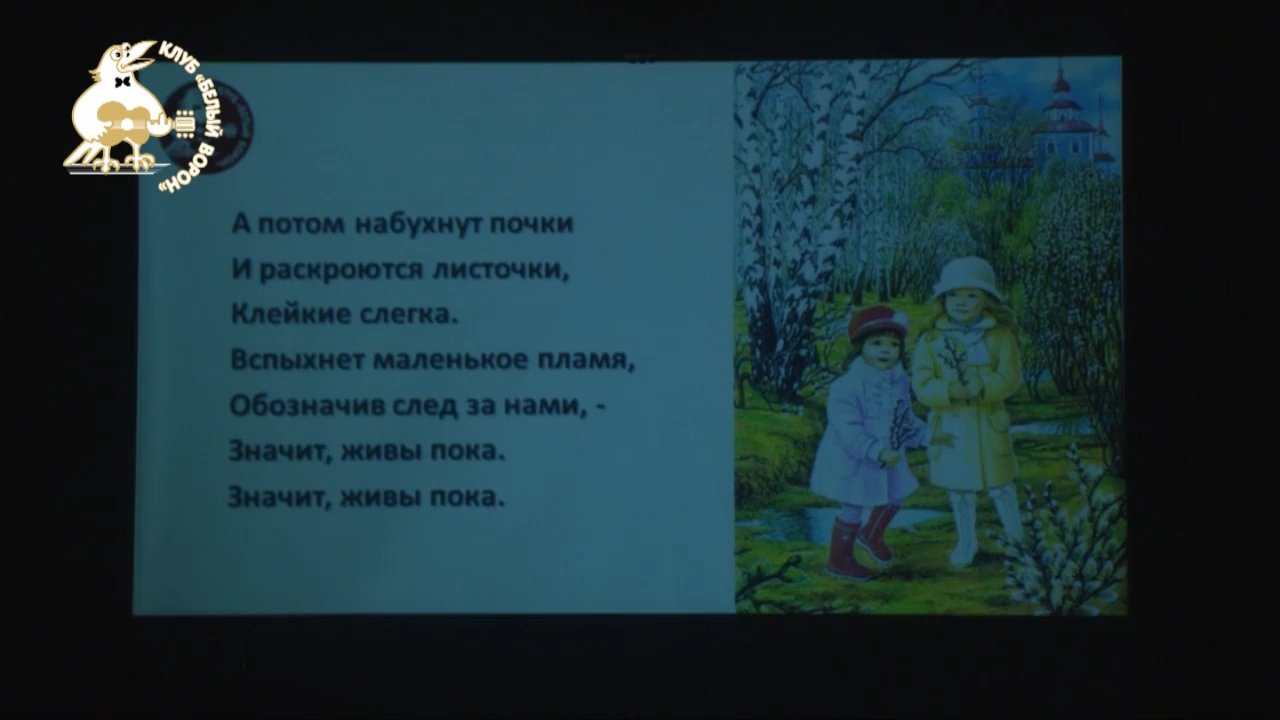 КЛУБ «БЕЛЫЙ ВОРОН»
А потом набухнут почки
И раскроются листочки,
Клейкие слегка.
Вспыхнет маленькое пламя,
Обозначив след за нами, -
Значит, живы пока.
Значит, живы пока.